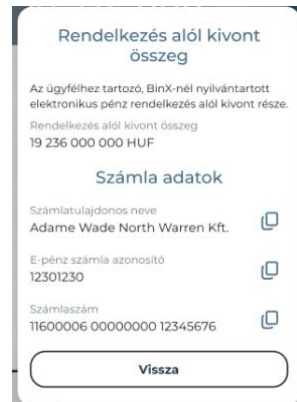 Rendelkezés alól kivont
összeg
Az ügyfélhez tartozó, BinX-nél nyilvántartott
elektronikus pénz rendelkezés alól kivont része.
Rendelkezés alól kivont összeg
19 236 000 000 HUF
Számla adatok
Számlatulajdonos neve
Adame Wade North Warren Kft.
E-pénz számla azonosító
12301230
Számlaszám
11600006 00000000 12345676
Vissza